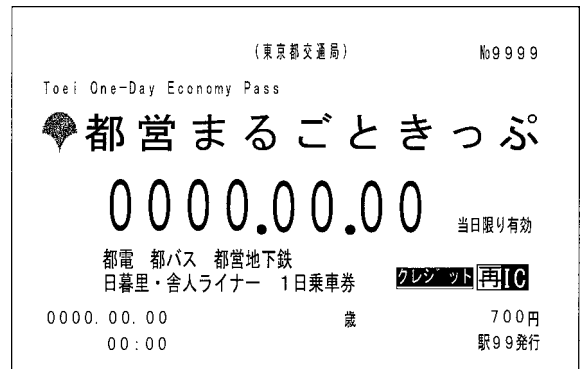 (東京都交通局) №9999
Toei One-Day Economy Pass
都営まるごときっぷ
0000.00.00 当日限り有効
都電 都バス 都営地下鉄
日暮里・舎人ライナー 1日乗車券 クレジット 再IC
0000.00.00 歳 700円
00:00 駅99発行